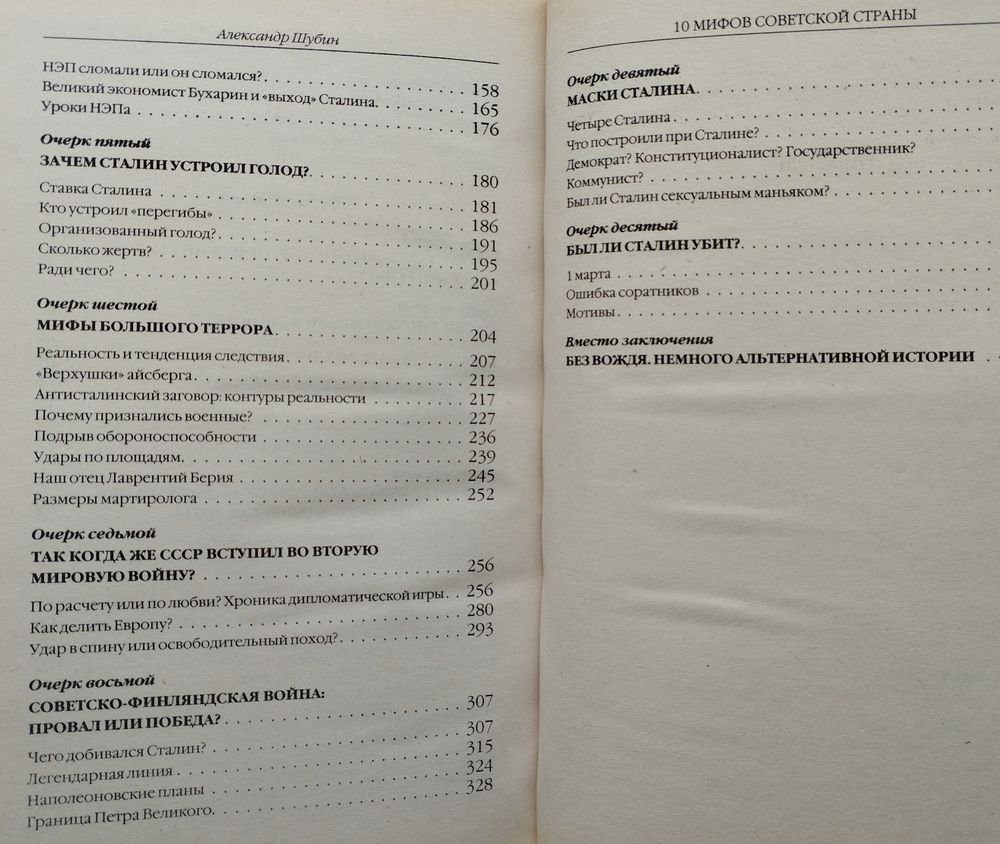 Александр Шубин
НЭП сломали или он сломался? . . . . . . . . . . . . . . . . . . 158
Великий экономист Бухарин и «выход» Сталина. . . . . . . . 165
Уроки НЭПа . . . . . . . . . . . . . . . . . . . . . . . . . . . . . . 176
Очерк пятый
ЗАЧЕМ СТАЛИН УСТРОИЛ ГОЛОД?. . . . . . . . . . . . . . . 180
Ставка Сталина . . . . . . . . . . . . . . . . . . . . . . . . . . . 181
Кто устроил «перегибы» . . . . . . . . . . . . . . . . . . . . . . 186
Организованный голод?. . . . . . . . . . . . . . . . . . . . . . . 191
Сколько жертв? . . . . . . . . . . . . . . . . . . . . . . . . . . . 195
Ради чего? . . . . . . . . . . . . . . . . . . . . . . . . . . . . . . 201
Очерк шестой
МИФЫ БОЛЬШОГО ТЕРРОРА. . . . . . . . . . . . . . . . . . 204
Реальность и тенденция следствия. . . . . . . . . . . . . . . . 207
«Верхушки» айсберга. . . . . . . . . . . . . . . . . . . . . . . . 212
Антисталинский заговор: контуры реальности . . . . . . . . 217
Почему признались военные? . . . . . . . . . . . . . . . . . . . 227
Подрыв обороноспособности . . . . . . . . . . . . . . . . . . . 236
Удары по площадям. . . . . . . . . . . . . . . . . . . . . . . . . 239
Наш отец Лаврентий Берия . . . . . . . . . . . . . . . . . . . . 245
Размеры мартиролога . . . . . . . . . . . . . . . . . . . . . . . 252
Очерк седьмой
ТАК КОГДА ЖЕ СССР ВСТУПИЛ ВО ВТОРУЮ
МИРОВУЮ ВОЙНУ? . . . . . . . . . . . . . . . . . . . . . . . . 256
По расчету или по любви? Хроника дипломатической игры. . 256
Как делить Европу? . . . . . . . . . . . . . . . . . . . . . . . . . 280
Удар в спину или освободительный поход?. . . . . . . . . . . 293
Очерк восьмой
СОВЕТСКО-ФИНЛЯНДСКАЯ ВОЙНА:
ПРОВАЛ ИЛИ ПОБЕДА? . . . . . . . . . . . . . . . . . . . . . . 307
Чего добивался Сталин? . . . . . . . . . . . . . . . . . . . . . . 307
Легендарная линия . . . . . . . . . . . . . . . . . . . . . . . . . 315
Наполеоновские планы . . . . . . . . . . . . . . . . . . . . . . 324
Граница Петра Великого. . . . . . . . . . . . . . . . . . . . . . 328
10 МИФОВ СОВЕТСКОЙ СТРАНЫ
Очерк девятый
МАСКИ СТАЛИНА. . . . . . . . . . . . . . . . . . . .
Четыре Сталина . . . . . . . . . . . . . . . . . . . . .
Что построили при Сталине? . . . . . . . . . . . . . .
Демократ? Конституционалист? Государственник?
Коммунист? . . . . . . . . . . . . . . . . . . . . . . .
Был ли Сталин сексуальным маньяком? . . . . . . . .
Очерк десятый
БЫЛ ЛИ СТАЛИН УБИТ?. . . . . . . . . . . . . . . .
1 марта . . . . . . . . . . . . . . . . . . . . . . . . .
Ошибка соратников . . . . . . . . . . . . . . . . . . .
Мотивы. . . . . . . . . . . . . . . . . . . . . . . . .
Вместо заключения
БЕЗ ВОЖДЯ. НЕМНОГО АЛЬТЕРНАТИВНОЙ ИСТОРИИ . .